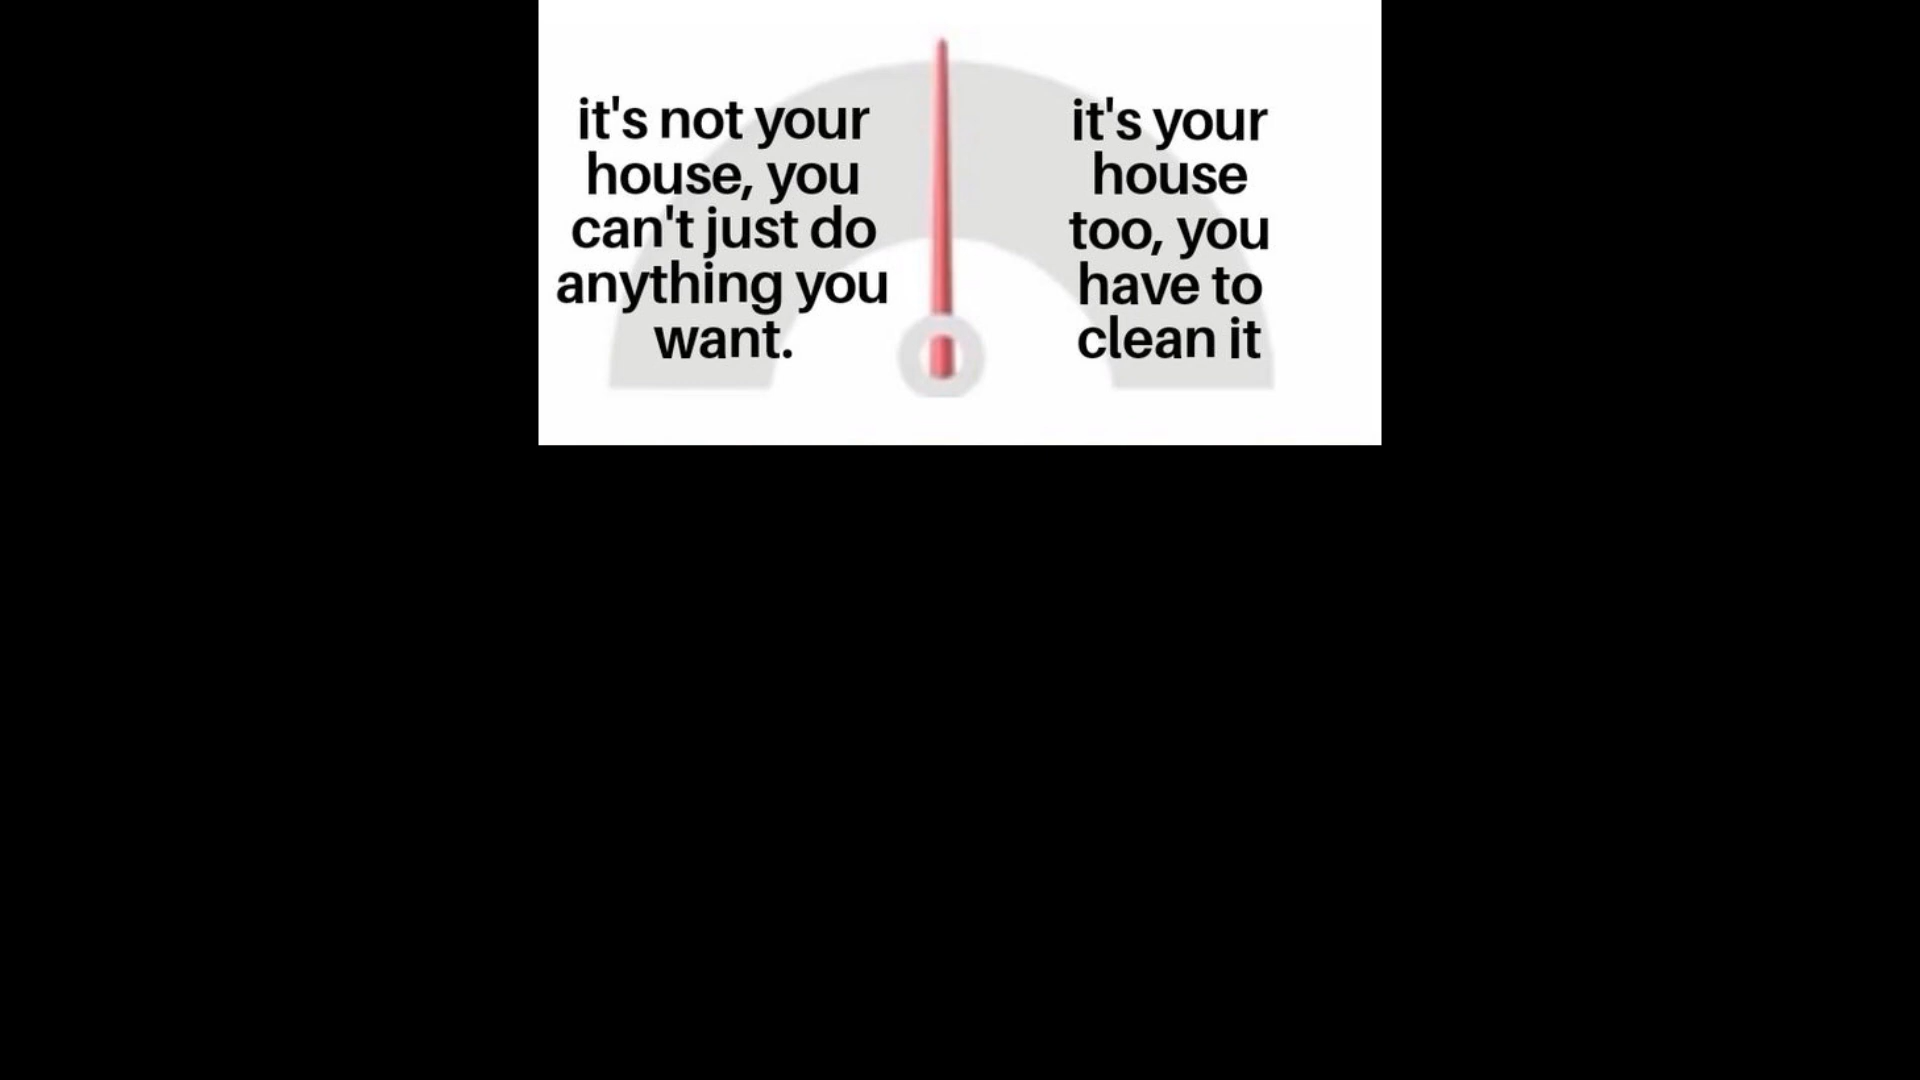 it's not your
house, you
can't just do
anything you
want.
it's your
house
too, you
have to
clean it